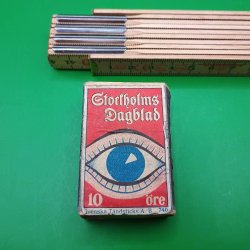 Stockholms
Dagblad
10 öre
Svenska Tändsticks A.B.